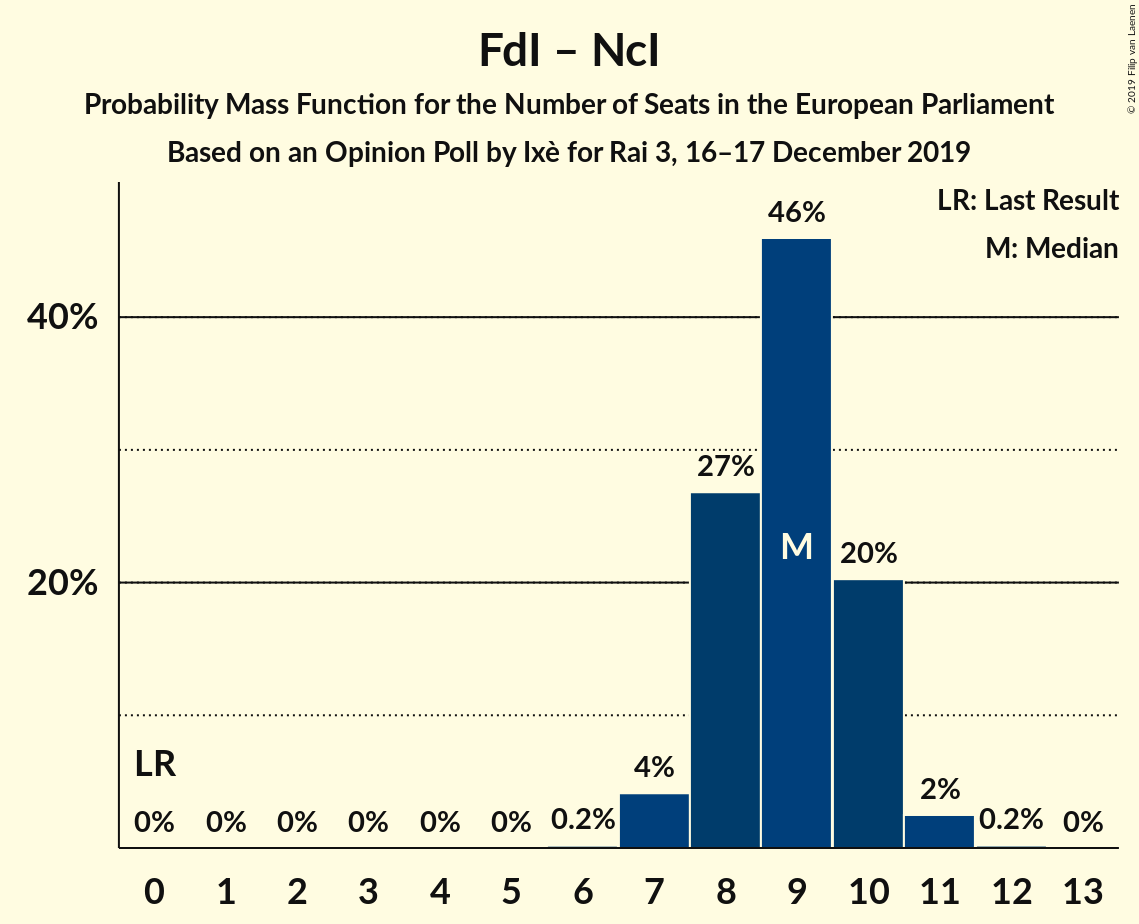 FdI – NcI
Probability Mass Function for the Number of Seats in the European Parliament
Based on an Opinion Poll by Ixè for Rai 3, 16–17 December 2019
© 2019 Filip van Laenen
LR: Last Result
M: Median
46%
40%
27%
M
20%
20%
LR
4%
2%
0% 0% 0% 0% 0% 0% 0.2% 0.2% 0%
0 1 2 3 4 5 6 7 8 9 10 11 12 13